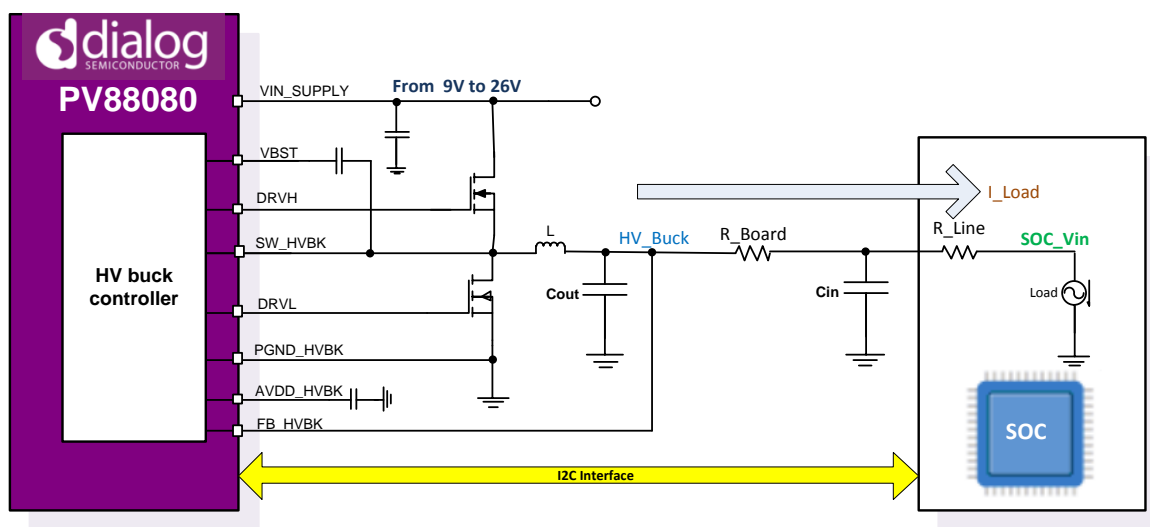 dialog
SEMICONDUCTOR
PV88080
HV buck
controller
VIN_SUPPLY
From 9V to 26V
VBST
DRVH
SW_HVBK
DRVL
PGND_HVBK
AVDD_HVBK
FB_HVBK
L
Cout
HV_Buck
R_Board
Cin
I_Load
R_Line
SOC_Vin
Load
SOC
I2C Interface